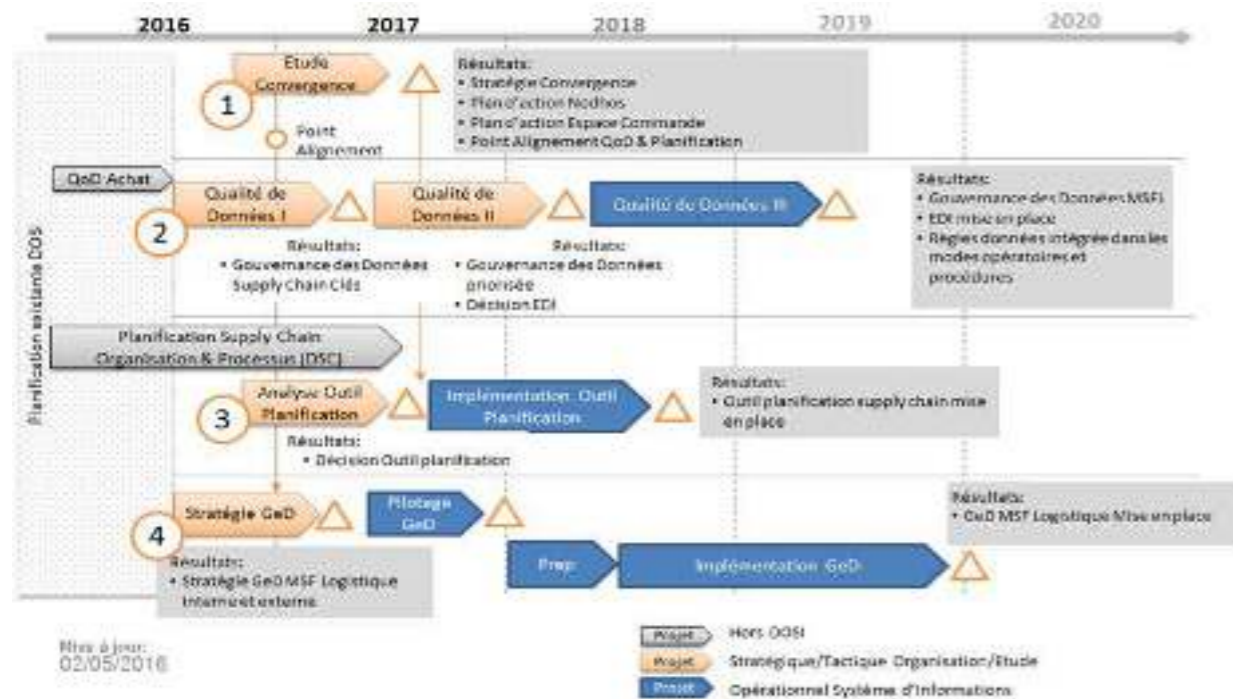 2016 2017 2018 2019 2020
Planification existante DOS
1
Etude
Convergence
Point
Alignement
Résultats:
• Stratégie Convergence
• Plan d'action Nodhos
• Plan d'action Espace Commande
• Point Alignement QoD & Planification
QoD Achat
2
Qualité de
Données I
Qualité de
Données II
Qualité de Données III
Résultats:
• Gouvernance des Données
Supply Chain Clés
Résultats:
• Gouvernance des Données
priorisée
• Décision EDI
Résultats:
• Gouvernance des Données MSFL
• EDI mise en place
• Règles données intégrée dans les
modes opératoires et
procédures
Planification Supply Chain
Organisation & Processus (DSC)
3
Analyse Outil
Planification
Implémentation Outil
Planification
Résultats:
• Décision Outil planification
Résultats:
• Outil planification supply chain mise
en place
4
Stratégie GeD
Pilotage
GeD
Prep
Implémentation GeD
Résultats:
• Stratégie GeD MSF Logistique
Interne et externe
Résultats:
• GeD MSF Logistique Mise en place
Mise à jour:
02/05/2016
Projet Hors DOSI
Projet Stratégique/Tactique Organisation/Etude
Projet Opérationnel Système d'Informations